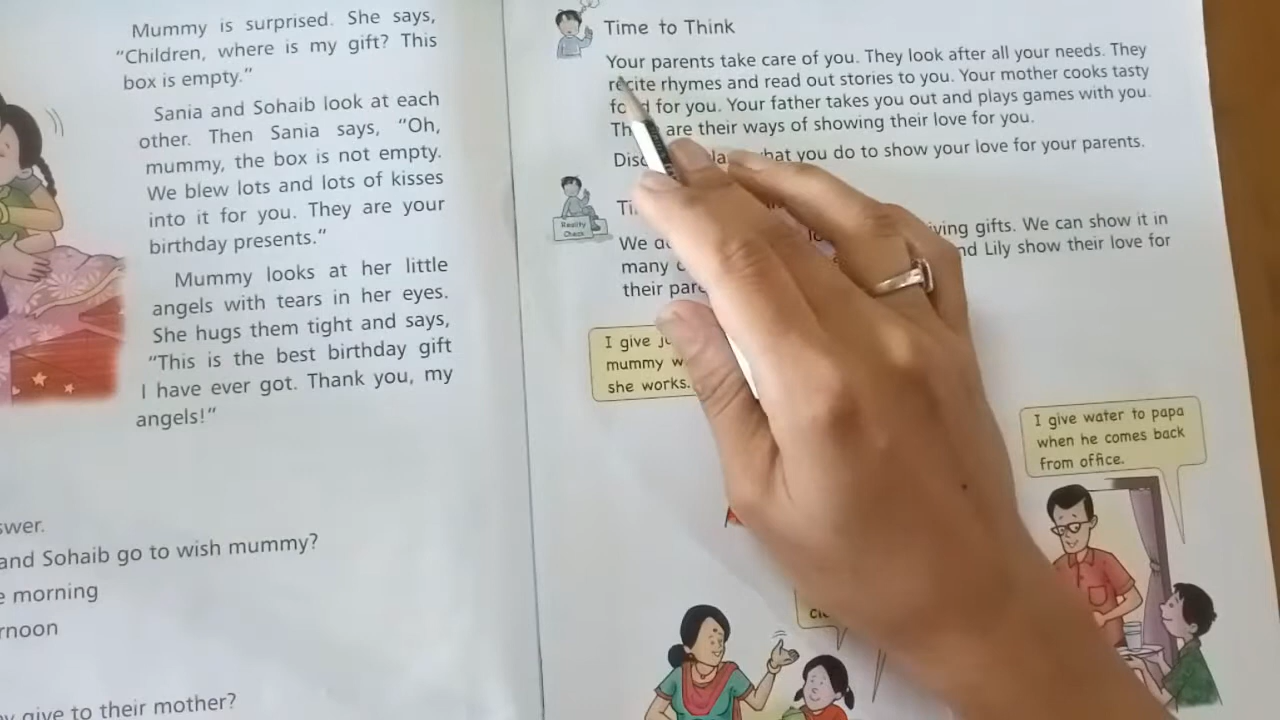 Mummy is surprised. She says,
"Children, where is my gift? This
box is empty."
Sania and Sohaib look at each
other. Then Sania says, "Oh,
mummy, the box is not empty.
We blew lots and lots of kisses
into it for you. They are your
birthday presents."
Mummy looks at her little
angels with tears in her eyes.
She hugs them tight and says,
"This is the best birthday gift
I have ever got. Thank you, my
angels!"
and Sohaib go to wish mummy?
morning
give to their mother?
Time to Think
Your parents take care of you. They look after all your needs. They
recite rhymes and read out stories to you. Your mother cooks tasty
for you. Your father takes you out and plays games with you.
are their ways of showing their love for you.
what you do to show your love for your parents.
Reality
Check
We
gifts. We can show it in
many
Lily show their love for
their
I give
mummy
she works.
I give water to papa
when he comes back
from office.